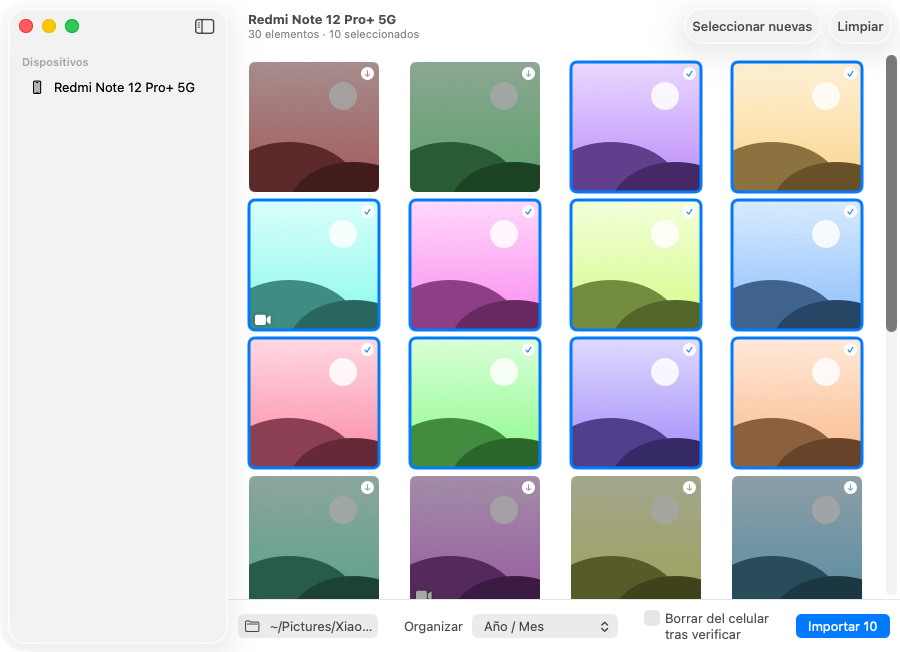 Redmi Note 12 Pro+ 5G
30 elementos · 10 seleccionados
Seleccionar nuevas
Limpiar
Dispositivos
Redmi Note 12 Pro+ 5G
~/Pictures/Xiao...
Organizar
Año / Mes
Borrar del celular
tras verificar
Importar 10